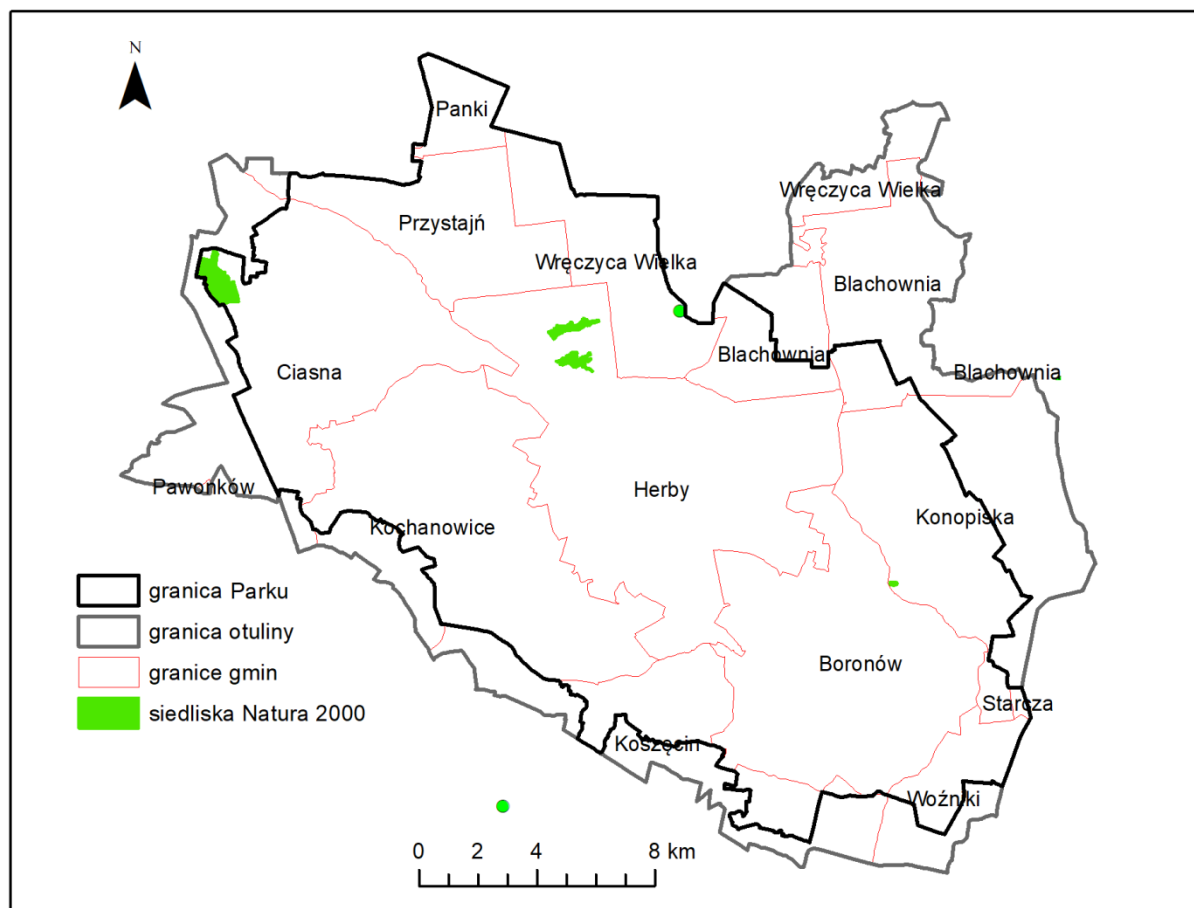 N
Panki
Wręczyca Wielka
Przystajń
Wręczyca Wielka
Blachownia
Blachownia
Ciasna
Blachownia
Pawonków
Herby
Kochanowice
Konopiska
granica Parku
granica otuliny
granice gmin
siedliska Natura 2000
Boronów
Starcza
Koszęcin
Woźniki
0 2 4 8 km